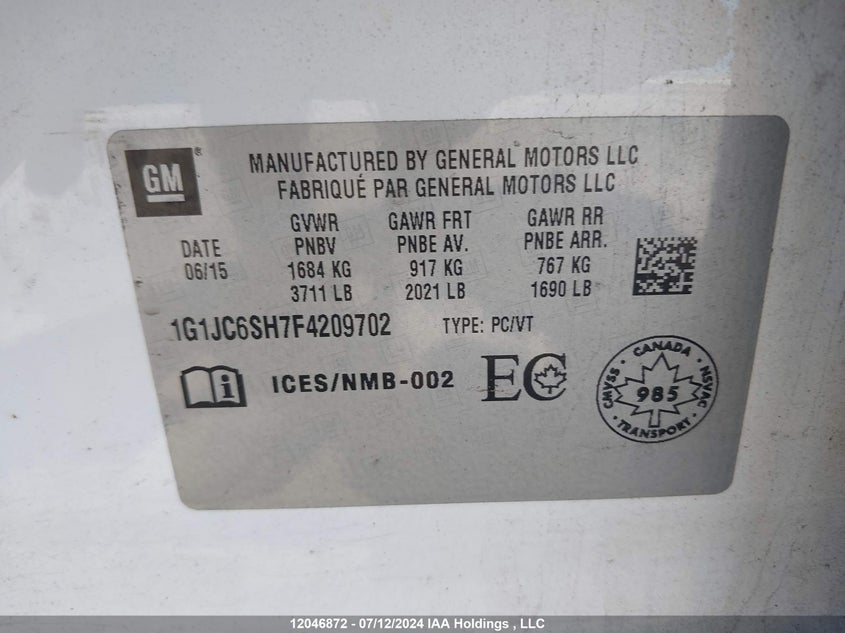 GM
MANUFACTURED BY GENERAL MOTORS LLC
FABRIQUÉ PAR GENERAL MOTORS LLC
GVWR GAWR FRT GAWR RR
DATE PNBV PNBE AV. PNBE ARR.
06/15 1684 KG 917 KG 767 KG
3711 LB 2021 LB 1690 LB
1G1JC6SH7F4209702 TYPE: PC/VT
i ICES/NMB-002 EC
CANADA
CMVSS 985 NSVAC
TRANSPORT
12046872 - 07/12/2024 IAA Holdings , LLC